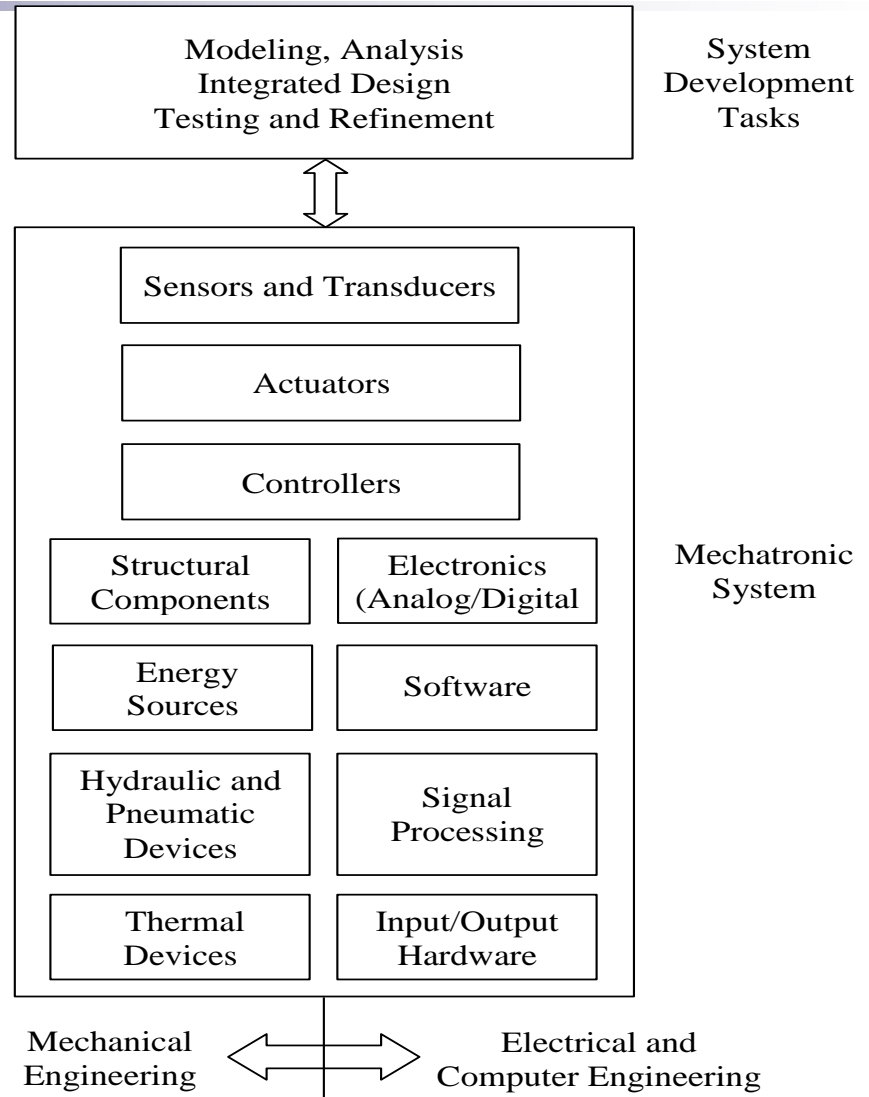 Modeling, Analysis
Integrated Design
Testing and Refinement
System
Development
Tasks
Sensors and Transducers
Actuators
Controllers
Structural
Components
Electronics
(Analog/Digital
Mechatronic
System
Energy
Sources
Software
Hydraulic and
Pneumatic
Devices
Signal
Processing
Thermal
Devices
Input/Output
Hardware
Mechanical
Engineering
Electrical and
Computer Engineering